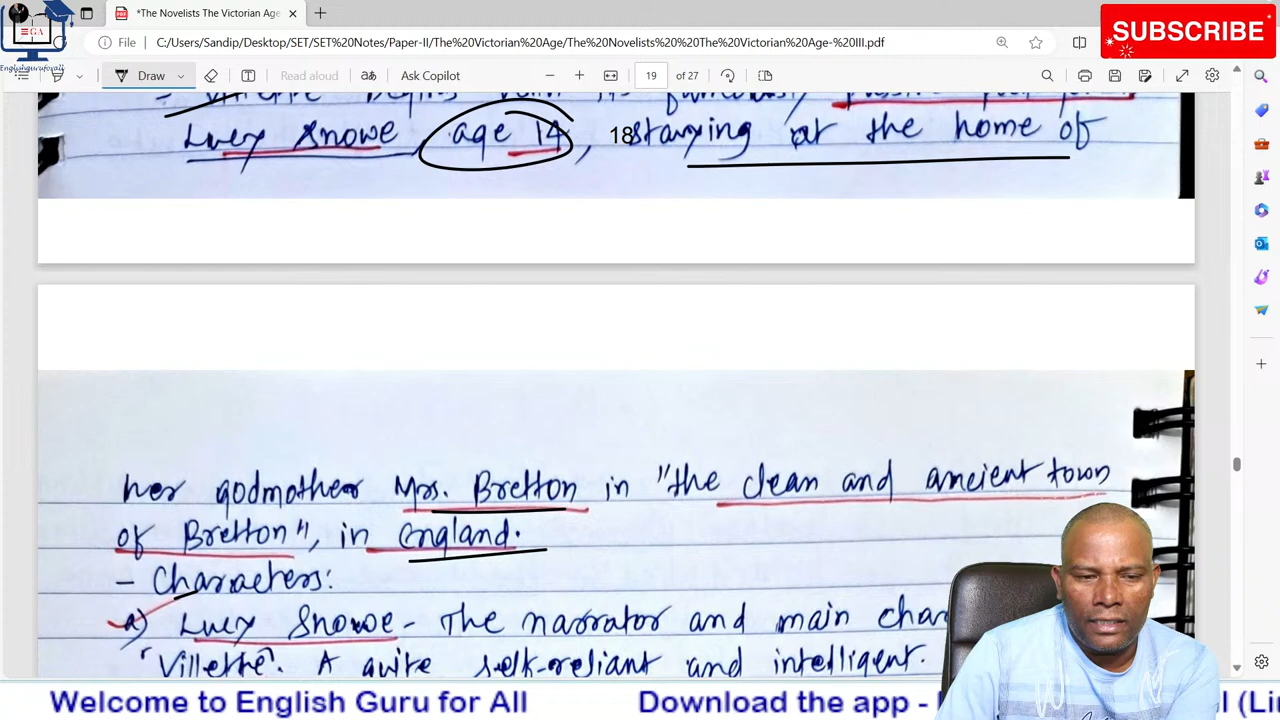 EGA
Englishguruforall
*The Novelists The Victorian Age
SUBSCRIBE
File
C:/Users/Sandip/Desktop/SET/SET%20Notes/Paper-II/The%20Victorian%20Age/The%20Novelists%20%20The%20Victorian%20Age-%20III.pdf
Draw
Read aloud
Ask Copilot
19 of 27
Lucy Snowe age 14, 18 staying at the home of
her godmother Mrs. Bretton in "the clean and ancient town
of Bretton", in england.
- Characters:
a) Lucy Snowe - The narrator and main char
"Villette". A quite self-reliant and intelligent.
Welcome to English Guru for All
Download the app -